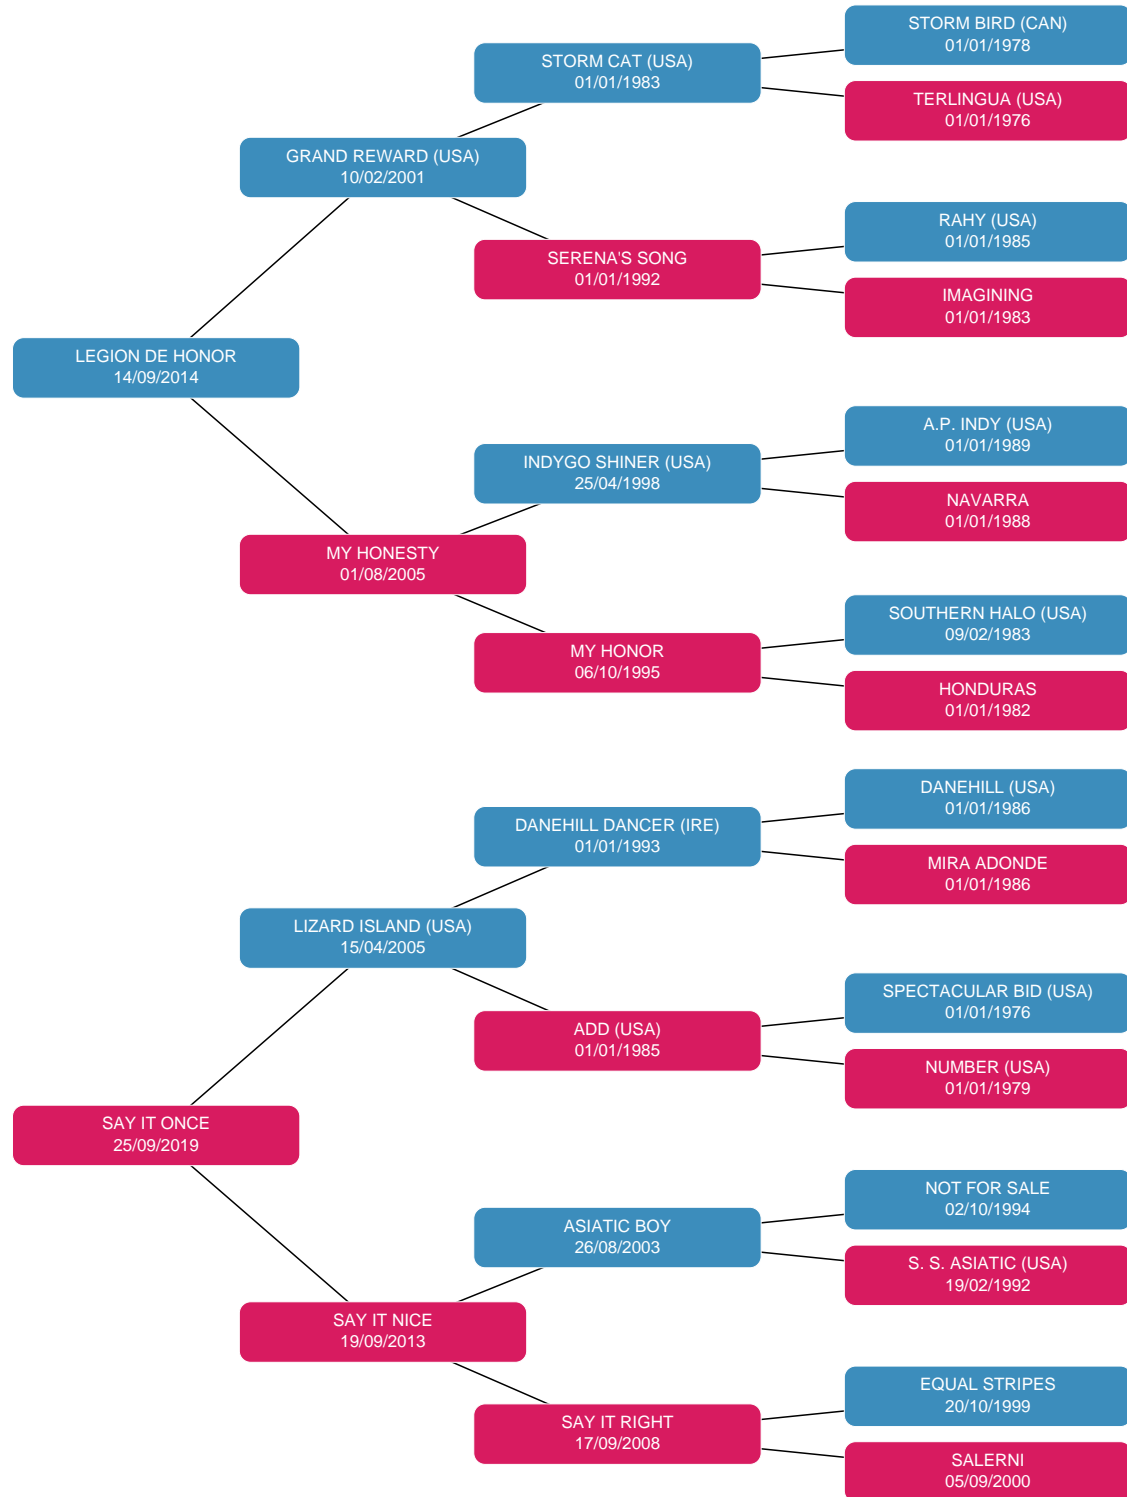 STORM BIRD (CAN)
01/01/1978
STORM CAT (USA)
01/01/1983
TERLINGUA (USA)
01/01/1976
GRAND REWARD (USA)
10/02/2001
RAHY (USA)
01/01/1985
SERENA'S SONG
01/01/1992
IMAGINING
01/01/1983
LEGION DE HONOR
14/09/2014
A.P. INDY (USA)
01/01/1989
INDYGO SHINER (USA)
25/04/1998
NAVARRA
01/01/1988
MY HONESTY
01/08/2005
SOUTHERN HALO (USA)
09/02/1983
MY HONOR
06/10/1995
HONDURAS
01/01/1982
DANEHILL (USA)
01/01/1986
DANEHILL DANCER (IRE)
01/01/1993
MIRA ADONDE
01/01/1986
LIZARD ISLAND (USA)
15/04/2005
SPECTACULAR BID (USA)
01/01/1976
ADD (USA)
01/01/1985
NUMBER (USA)
01/01/1979
SAY IT ONCE
25/09/2019
NOT FOR SALE
02/10/1994
ASIATIC BOY
26/08/2003
S. S. ASIATIC (USA)
19/02/1992
SAY IT NICE
19/09/2013
EQUAL STRIPES
20/10/1999
SAY IT RIGHT
17/09/2008
SALERNI
05/09/2000